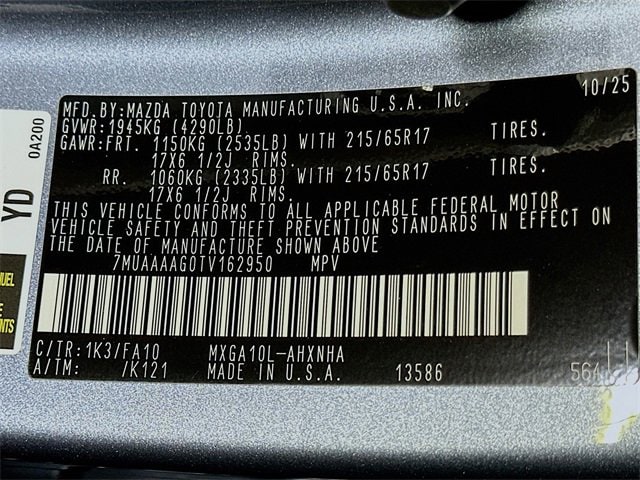 MFD.BY:MAZDA TOYOTA MANUFACTURING U.S.A. INC. 10/25
GVWR:1945KG (4290LB)
GAWR:FRT. 1150KG (2535LB) WITH 215/65R17 TIRES.
17X6 1/2J RIMS.
RR. 1060KG (2335LB) WITH 215/65R17 TIRES.
17X6 1/2J RIMS.
THIS VEHICLE CONFORMS TO ALL APPLICABLE FEDERAL MOTOR
VEHICLE SAFETY AND THEFT PREVENTION STANDARDS IN EFFECT ON
THE DATE OF MANUFACTURE SHOWN ABOVE
7MUAAAAG0TV162950 MPV
C/TR:1K3/FA10 MXGA10L-AHXNHA
A/TM: /K121 MADE IN U.S.A. 13586 564
0A200
YD